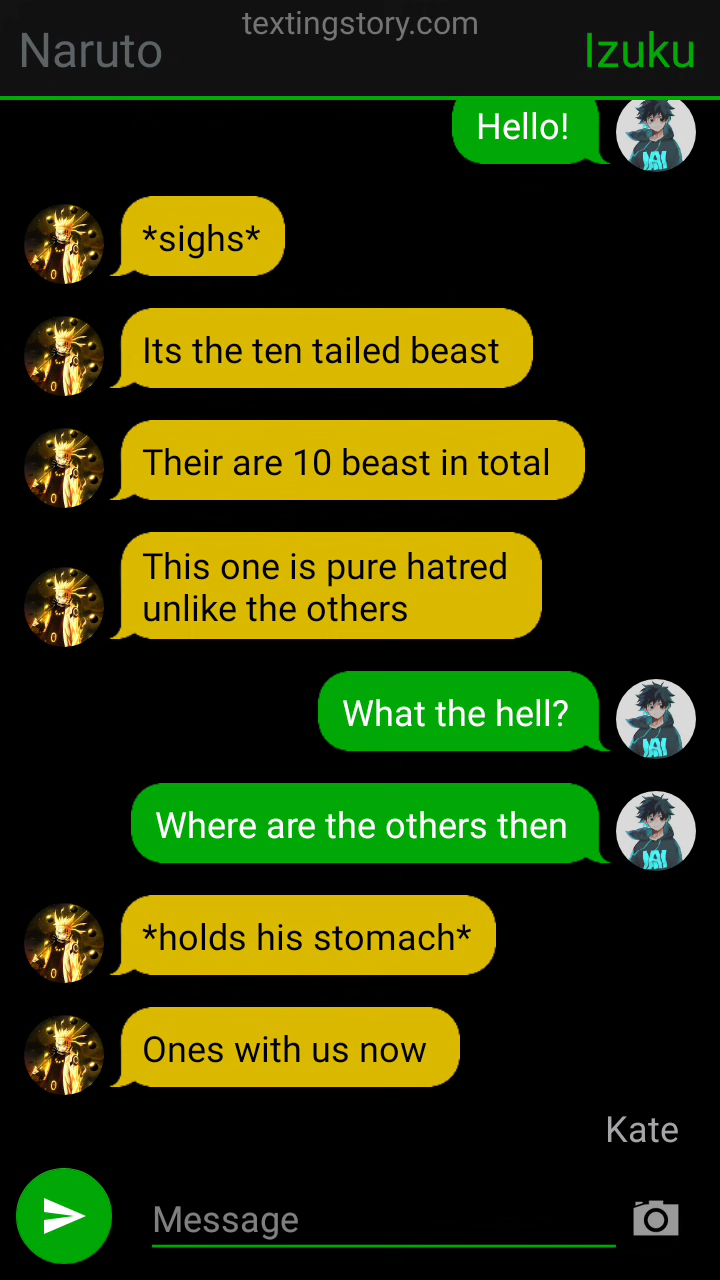 textingstory.com
Naruto
Izuku
Hello!
*sighs*
Its the ten tailed beast
Their are 10 beast in total
This one is pure hatred
unlike the others
What the hell?
Where are the others then
*holds his stomach*
Ones with us now
Kate
Message